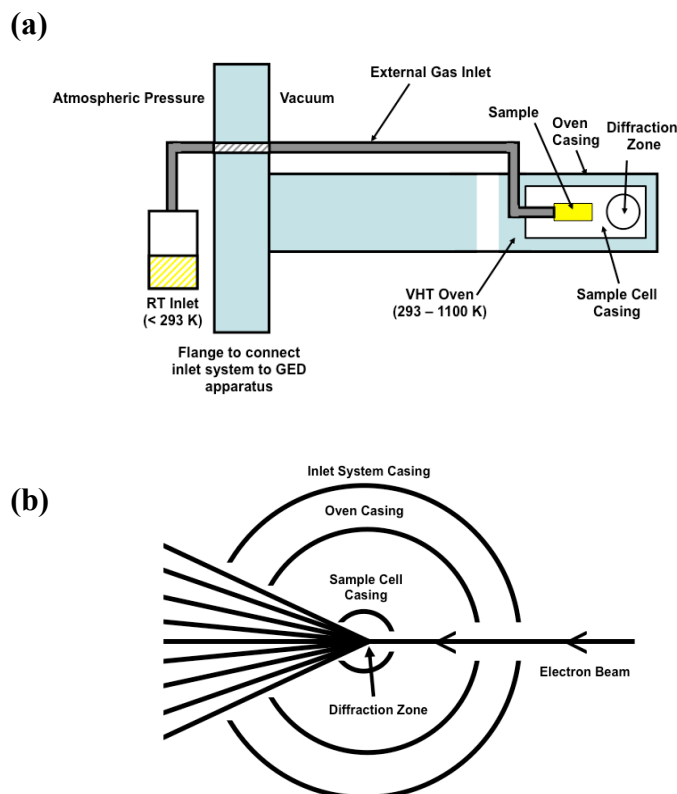 (a)
External Gas Inlet
Atmospheric Pressure
Vacuum
Sample
Oven
Casing
Diffraction
Zone
RT Inlet
(< 293 K)
VHT Oven
(293 – 1100 K)
Sample Cell
Casing
Flange to connect
inlet system to GED
apparatus
(b)
Inlet System Casing
Oven Casing
Sample Cell
Casing
Electron Beam
Diffraction Zone